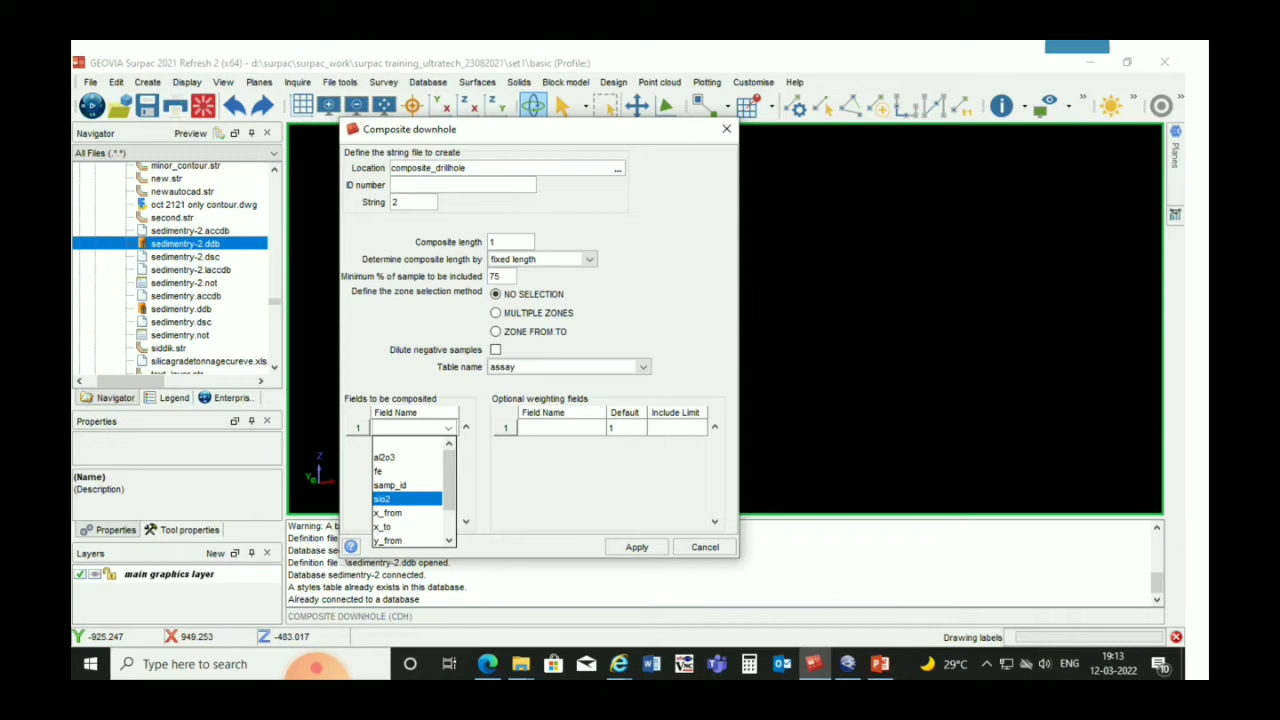 GEOVIA Surpac 2021 Refresh 2 (x64) - d:\surpac\surpac_work\surpac training_ultratech_23082021\set1\basic (Profile:)
File Edit Create Display View Planes Inquire File tools Survey Database Surfaces Solids Block model Design Point cloud Plotting Customise Help
Navigator Preview
All Files (*.*)
minor_contour.str
new.str
newautocad.str
oct 2121 only contour.dwg
second.str
sedimentry-2.accdb
sedimentry-2.ddb
sedimentry-2.dsc
sedimentry-2.laccdb
sedimentry-2.not
sedimentry.accdb
sedimentry.ddb
sedimentry.dsc
sedimentry.not
siddik.str
silicagradetonnagecureve.xls
Navigator Legend Enterpris..
Properties
(Name)
(Description)
Properties Tool properties
Layers New
main graphics layer
Composite downhole
Define the string file to create
Location composite_drillhole ...
ID number
String 2
Composite length 1
Determine composite length by fixed length
Minimum % of sample to be included 75
Define the zone selection method NO SELECTION
MULTIPLE ZONES
ZONE FROM TO
Dilute negative samples
Table name assay
Fields to be composited
Field Name
1
al2o3
fe
samp_id
sio2
x_from
x_to
y_from
Optional weighting fields
Field Name Default Include Limit
1 1
Apply Cancel
Planes
Z
Y
Warning: A b
Definition file
Database se
Definition file ..\sedimentry-2.ddb opened.
Database sedimentry-2 connected.
A styles table already exists in this database.
Already connected to a database
COMPOSITE DOWNHOLE (CDH)
Y -925.247 X 949.253 Z -483.017 Drawing labels
Type here to search
29°C ENG 19:13
12-03-2022
10